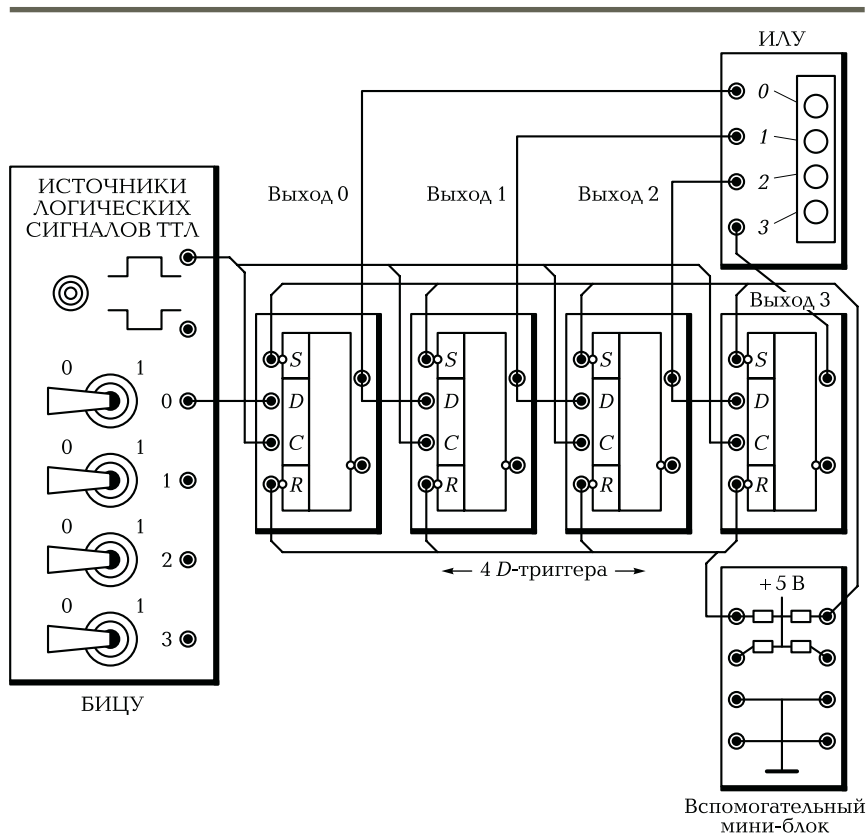 ИЛУ
0
1
2
3
ИСТОЧНИКИ
ЛОГИЧЕСКИХ
СИГНАЛОВ ТТЛ
Выход 0
Выход 1
Выход 2
Выход 3
S
D
C
R
S
D
C
R
S
D
C
R
S
D
C
R
0 1
0
0 1
1
0 1
2
0 1
3
БИЦУ
4 D-триггера
+5 В
Вспомогательный
мини-блок